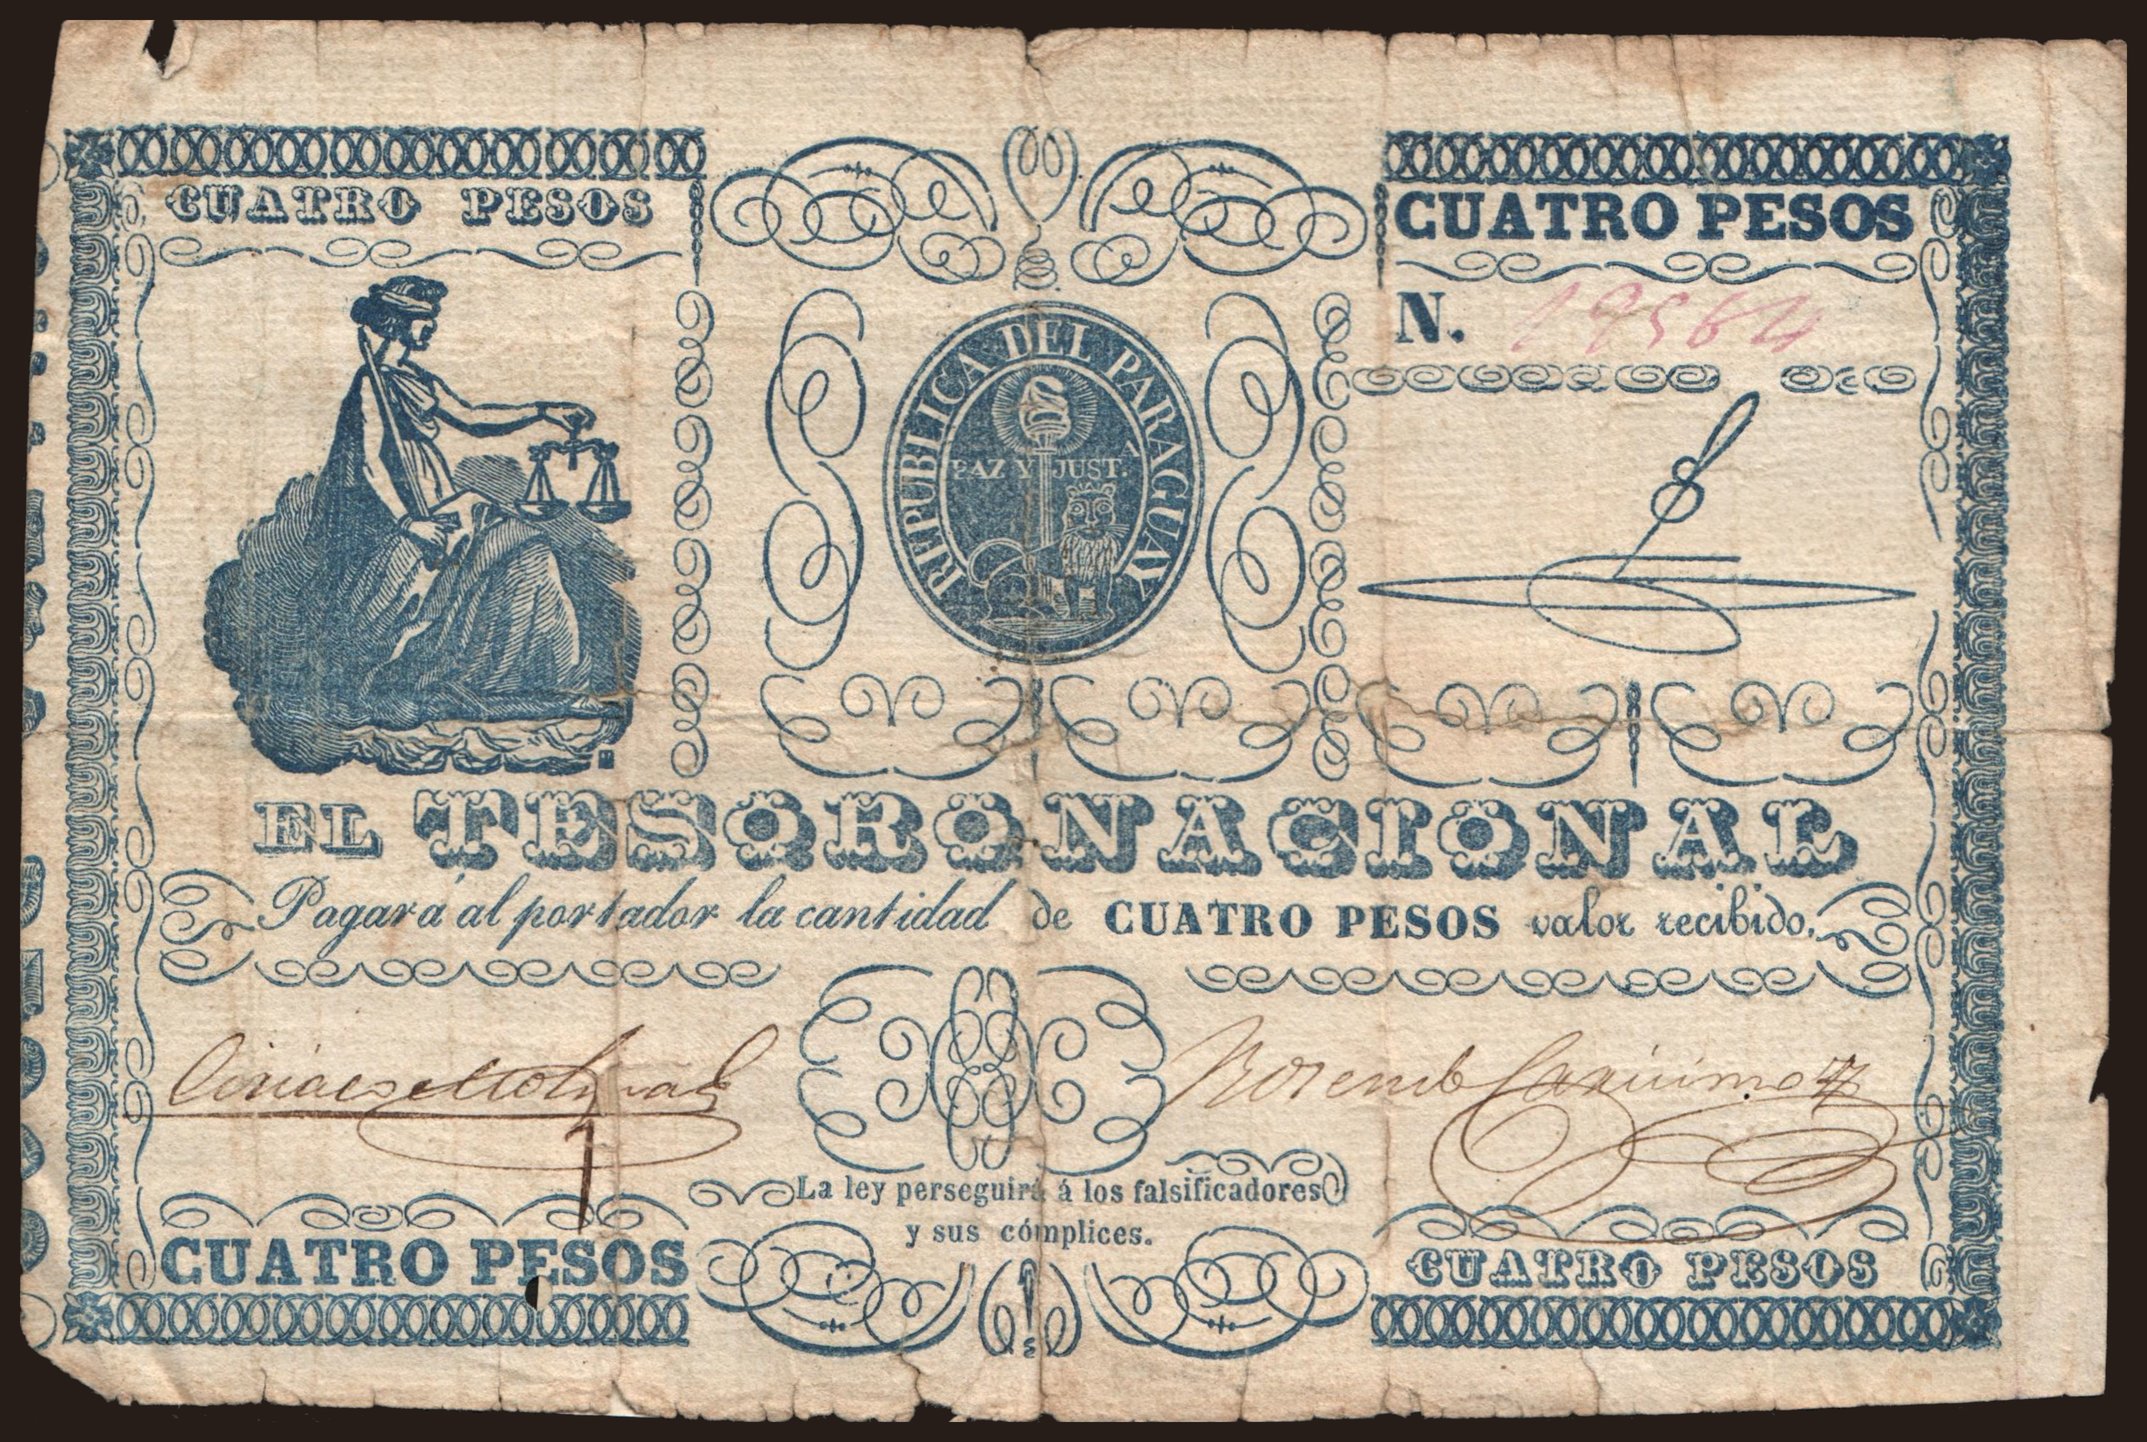 CUATRO PESOS
CUATRO PESOS
N. 19564
REPUBLICA DEL PARAGUAY
PAZ Y JUST.A
EL TESORO NACIONAL
Pagará al portador la cantidad de CUATRO PESOS valor recibido.
La ley perseguirá á los falsificadores
y sus cómplices.
CUATRO PESOS
CUATRO PESOS